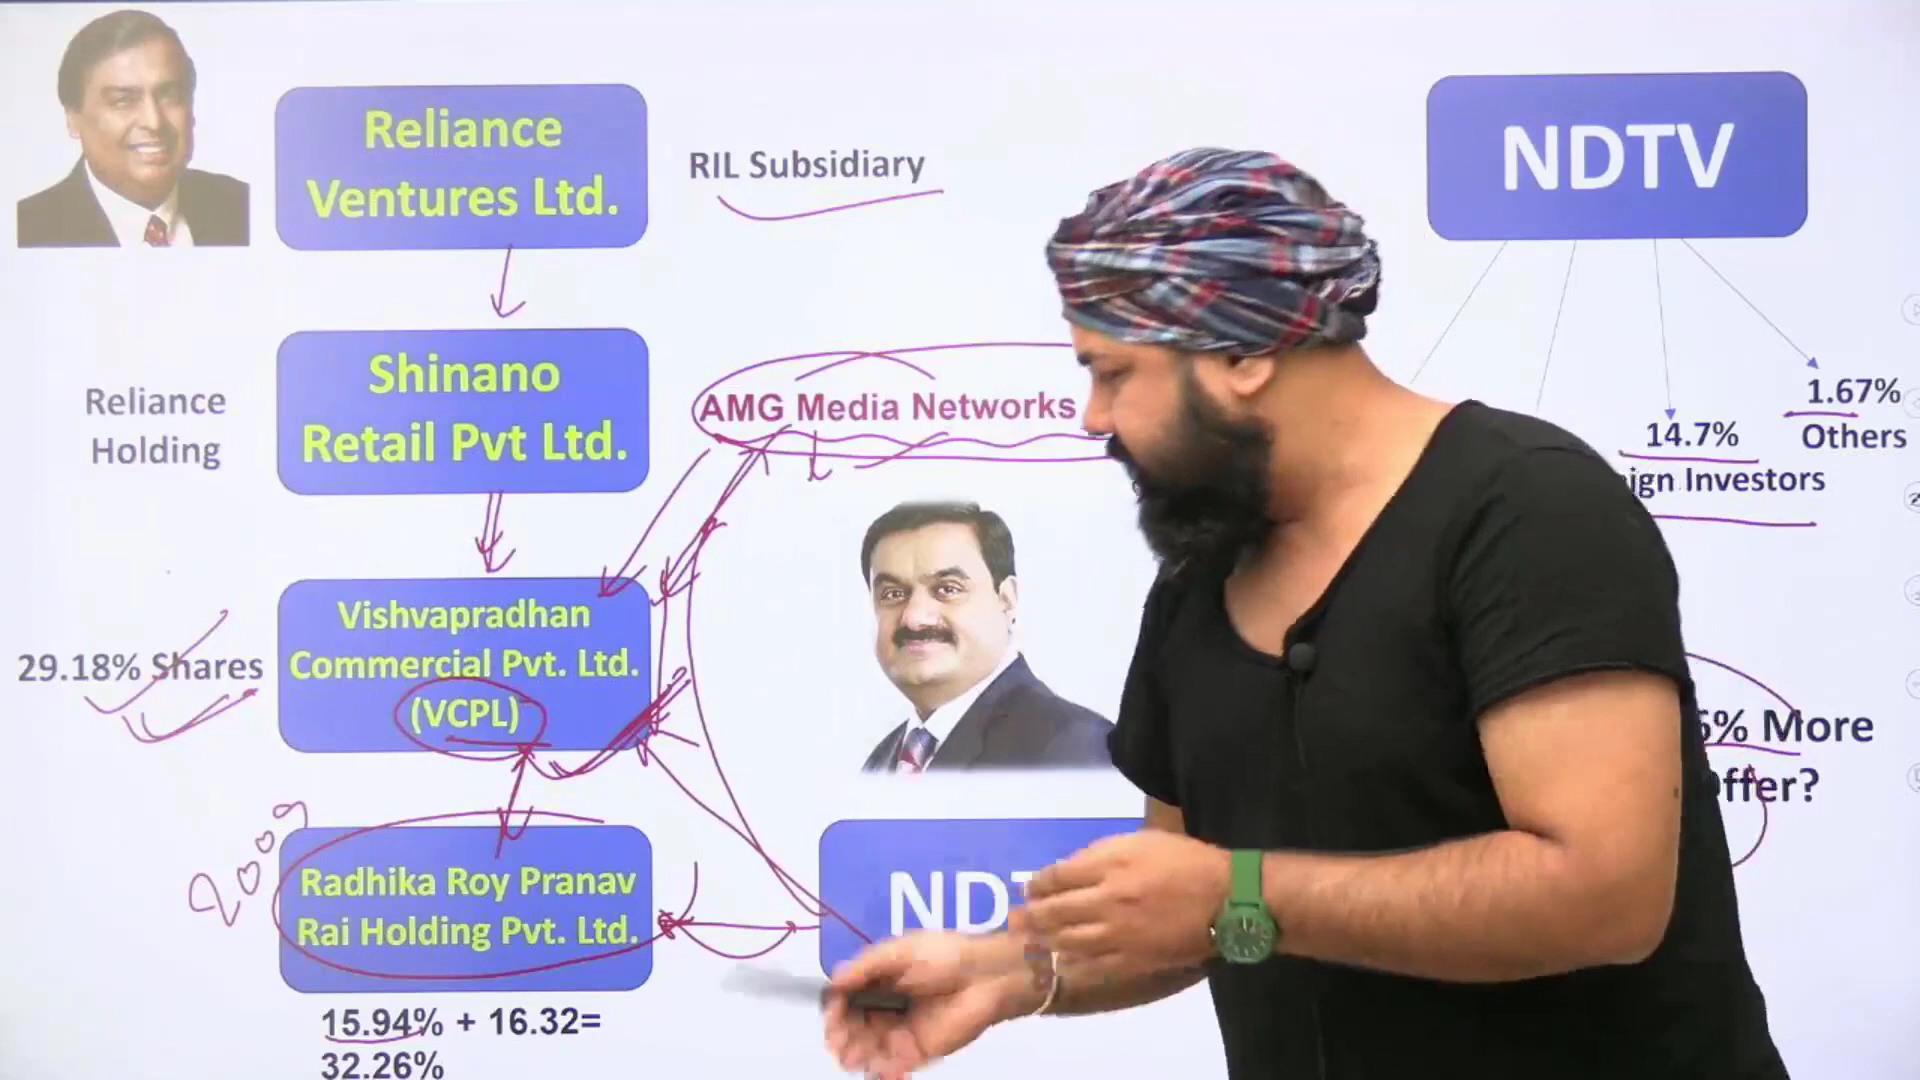 Reliance
Ventures Ltd.
RIL Subsidiary
NDTV
Shinano
Retail Pvt Ltd.
Reliance
Holding
AMG Media Networks
1.67%
Others
14.7%
Investors
Vishvapradhan
Commercial Pvt. Ltd.
(VCPL)
29.18% Shares
More
2009
Radhika Roy Pranav
Rai Holding Pvt. Ltd.
15.94% + 16.32=
32.26%